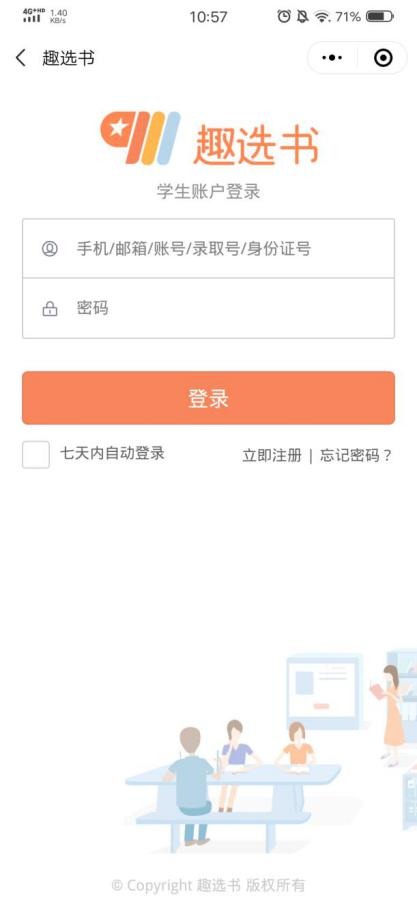 4G+HD 1.40 KB/s 10:57 71%
趣选书
趣选书
学生账户登录
手机/邮箱/账号/录取号/身份证号
密码
登录
七天内自动登录 立即注册 | 忘记密码？
© Copyright 趣选书 版权所有